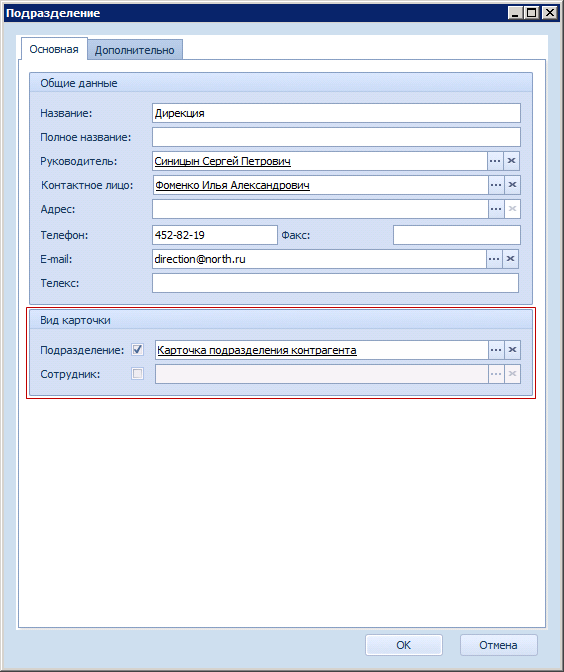 Подразделение
Основная Дополнительно
Общие данные
Название: Дирекция
Полное название:
Руководитель: Синицын Сергей Петрович
Контактное лицо: Фоменко Илья Александрович
Адрес:
Телефон: 452-82-19 Факс:
E-mail: direction@north.ru
Телекс:
Вид карточки
Подразделение: Карточка подразделения контрагента
Сотрудник:
OK Отмена